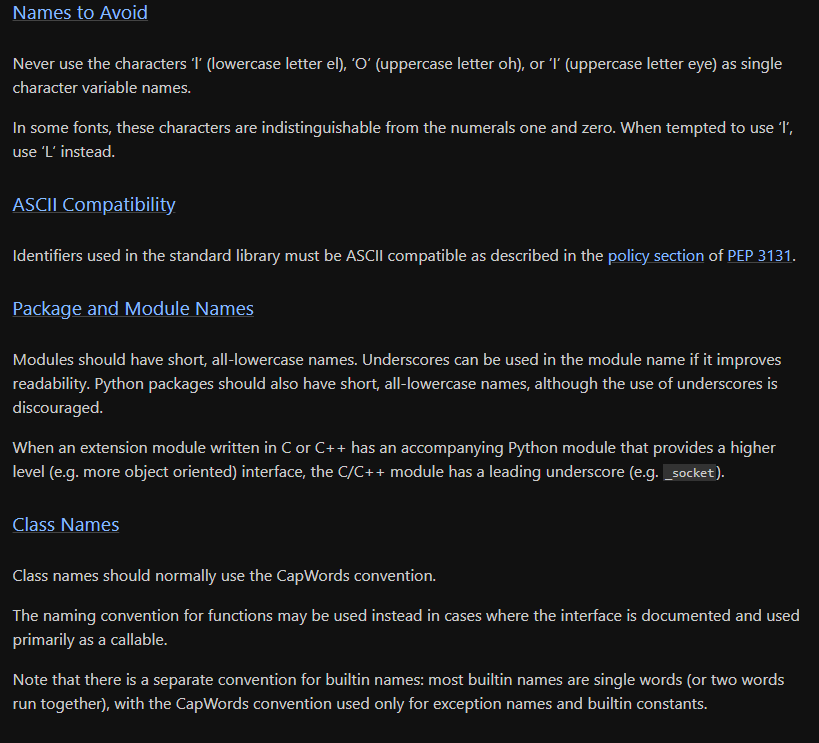 Names to Avoid
Never use the characters ‘l’ (lowercase letter el), ‘O’ (uppercase letter oh), or ‘I’ (uppercase letter eye) as single
character variable names.
In some fonts, these characters are indistinguishable from the numerals one and zero. When tempted to use ‘l’,
use ‘L’ instead.
ASCII Compatibility
Identifiers used in the standard library must be ASCII compatible as described in the policy section of PEP 3131.
Package and Module Names
Modules should have short, all-lowercase names. Underscores can be used in the module name if it improves
readability. Python packages should also have short, all-lowercase names, although the use of underscores is
discouraged.
When an extension module written in C or C++ has an accompanying Python module that provides a higher
level (e.g. more object oriented) interface, the C/C++ module has a leading underscore (e.g. _socket).
Class Names
Class names should normally use the CapWords convention.
The naming convention for functions may be used instead in cases where the interface is documented and used
primarily as a callable.
Note that there is a separate convention for builtin names: most builtin names are single words (or two words
run together), with the CapWords convention used only for exception names and builtin constants.